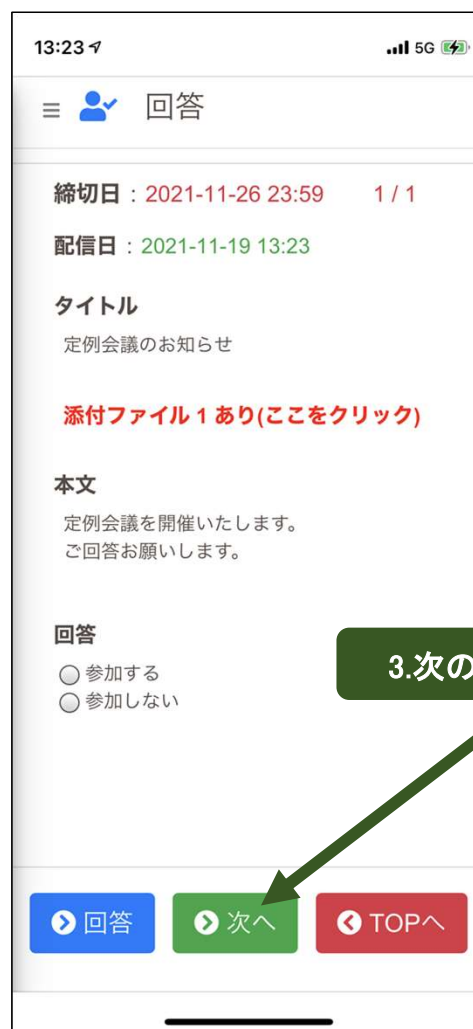 13:23
5G
回答
締切日：2021-11-26 23:59 1 / 1
配信日：2021-11-19 13:23
タイトル
定例会議のお知らせ
添付ファイル 1 あり(ここをクリック)
本文
定例会議を開催いたします。
ご回答お願いします。
回答
参加する
参加しない
3.次の
回答 次へ TOPへ